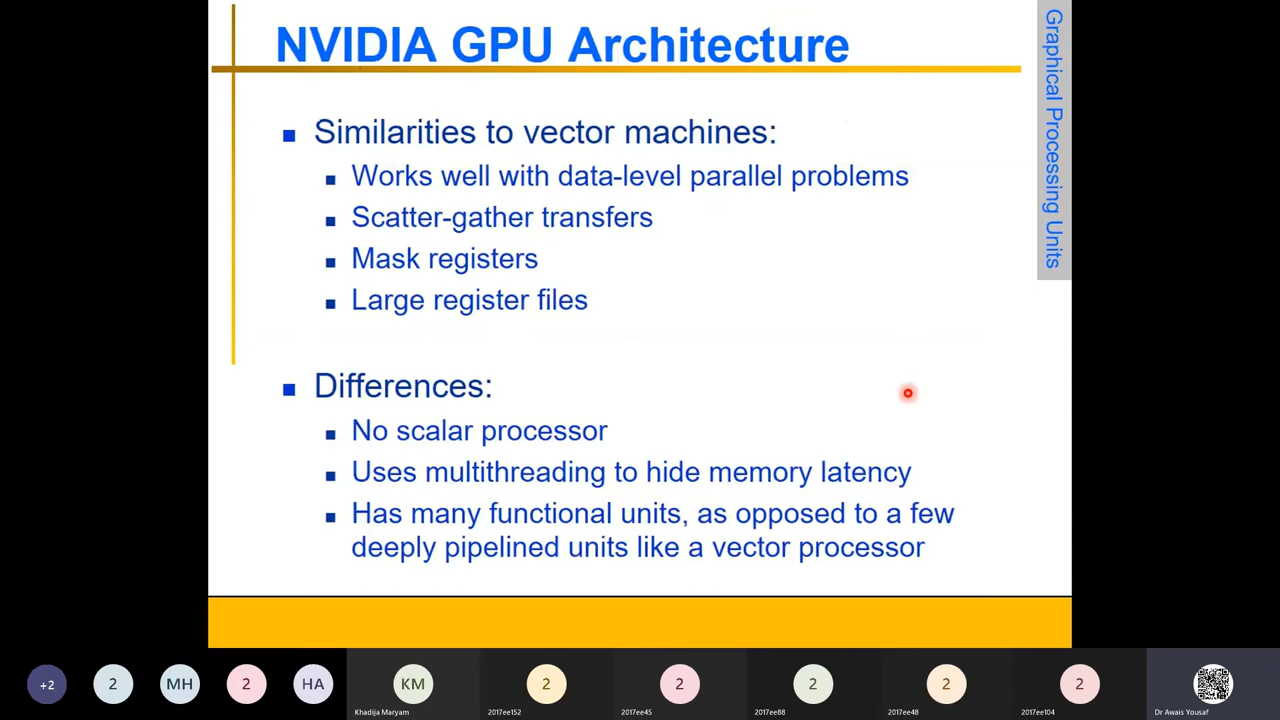 NVIDIA GPU Architecture
Graphical Processing Units
Similarities to vector machines:
Works well with data-level parallel problems
Scatter-gather transfers
Mask registers
Large register files
Differences:
No scalar processor
Uses multithreading to hide memory latency
Has many functional units, as opposed to a few
deeply pipelined units like a vector processor
+2
2
MH
2
HA
KM
2
2
2
2
2
Khadija Maryam
2017ee152
2017ee45
2017ee88
2017ee48
2017ee104
Dr Awais Yousaf